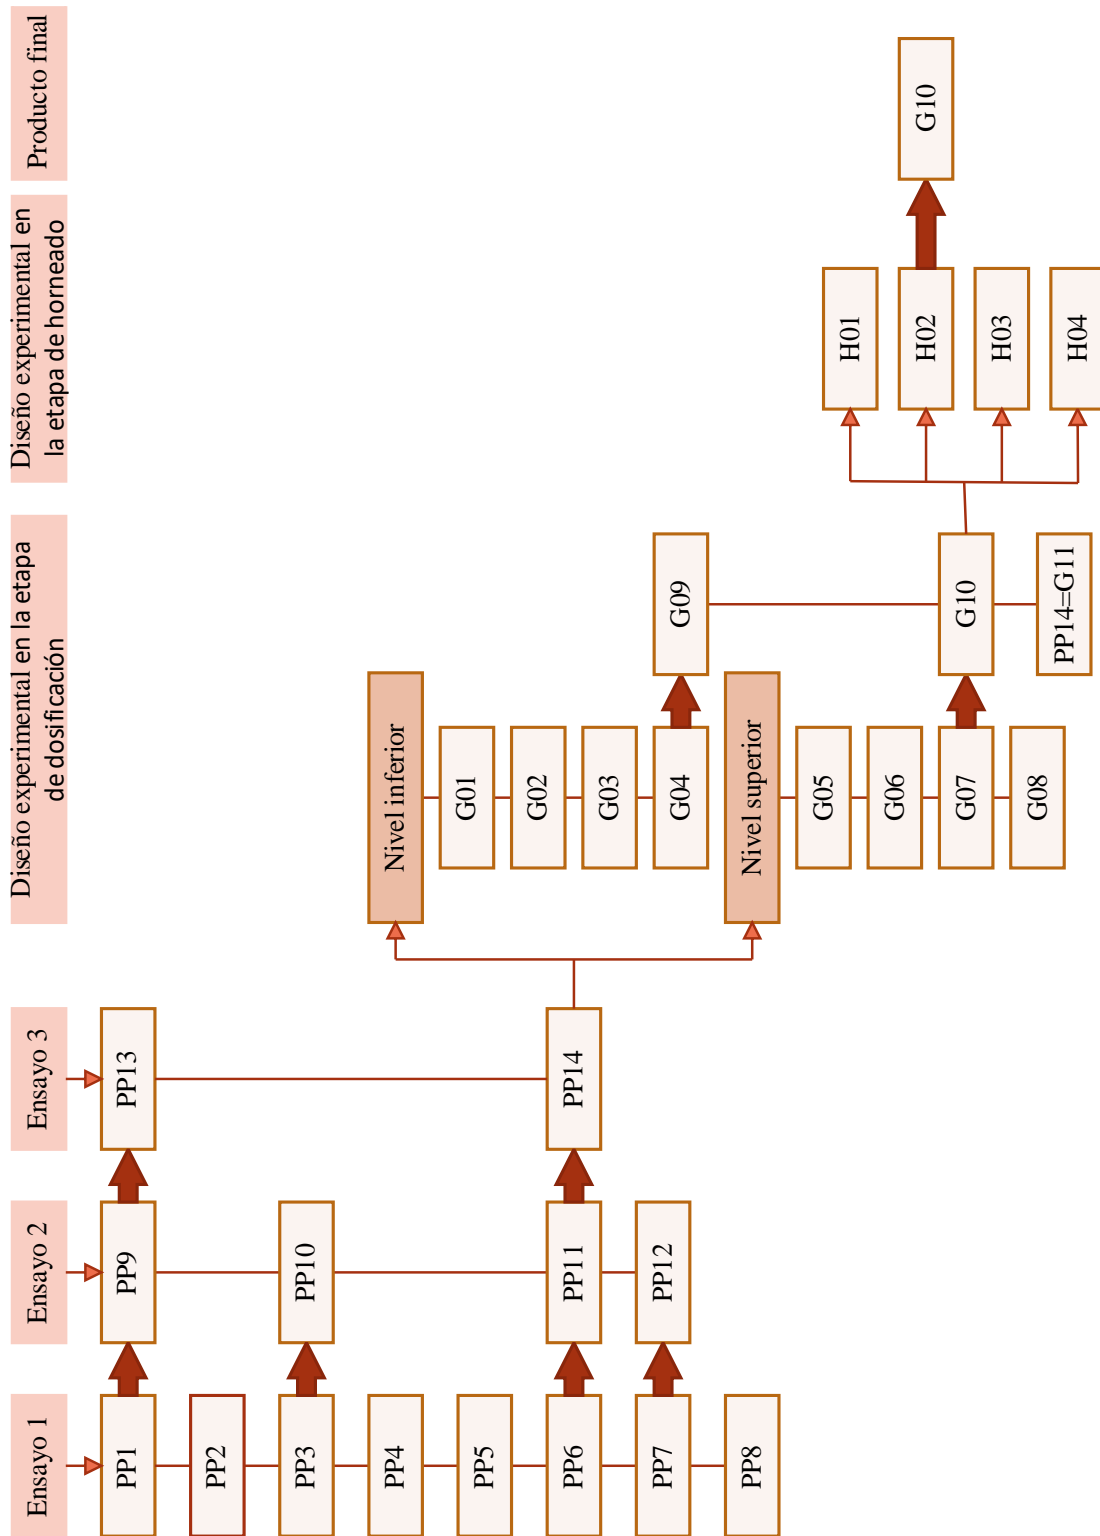 Ensayo 1
PP1
PP2
PP3
PP4
PP5
PP6
PP7
PP8
Ensayo 2
PP9
PP10
PP11
PP12
Ensayo 3
PP13
PP14
Diseño experimental en la etapa
de dosificación
Nivel inferior
G01
G02
G03
G04
Nivel superior
G05
G06
G07
G08
G09
G10
PP14=G11
Diseño experimental en
la etapa de horneado
H01
H02
H03
H04
Producto final
G10